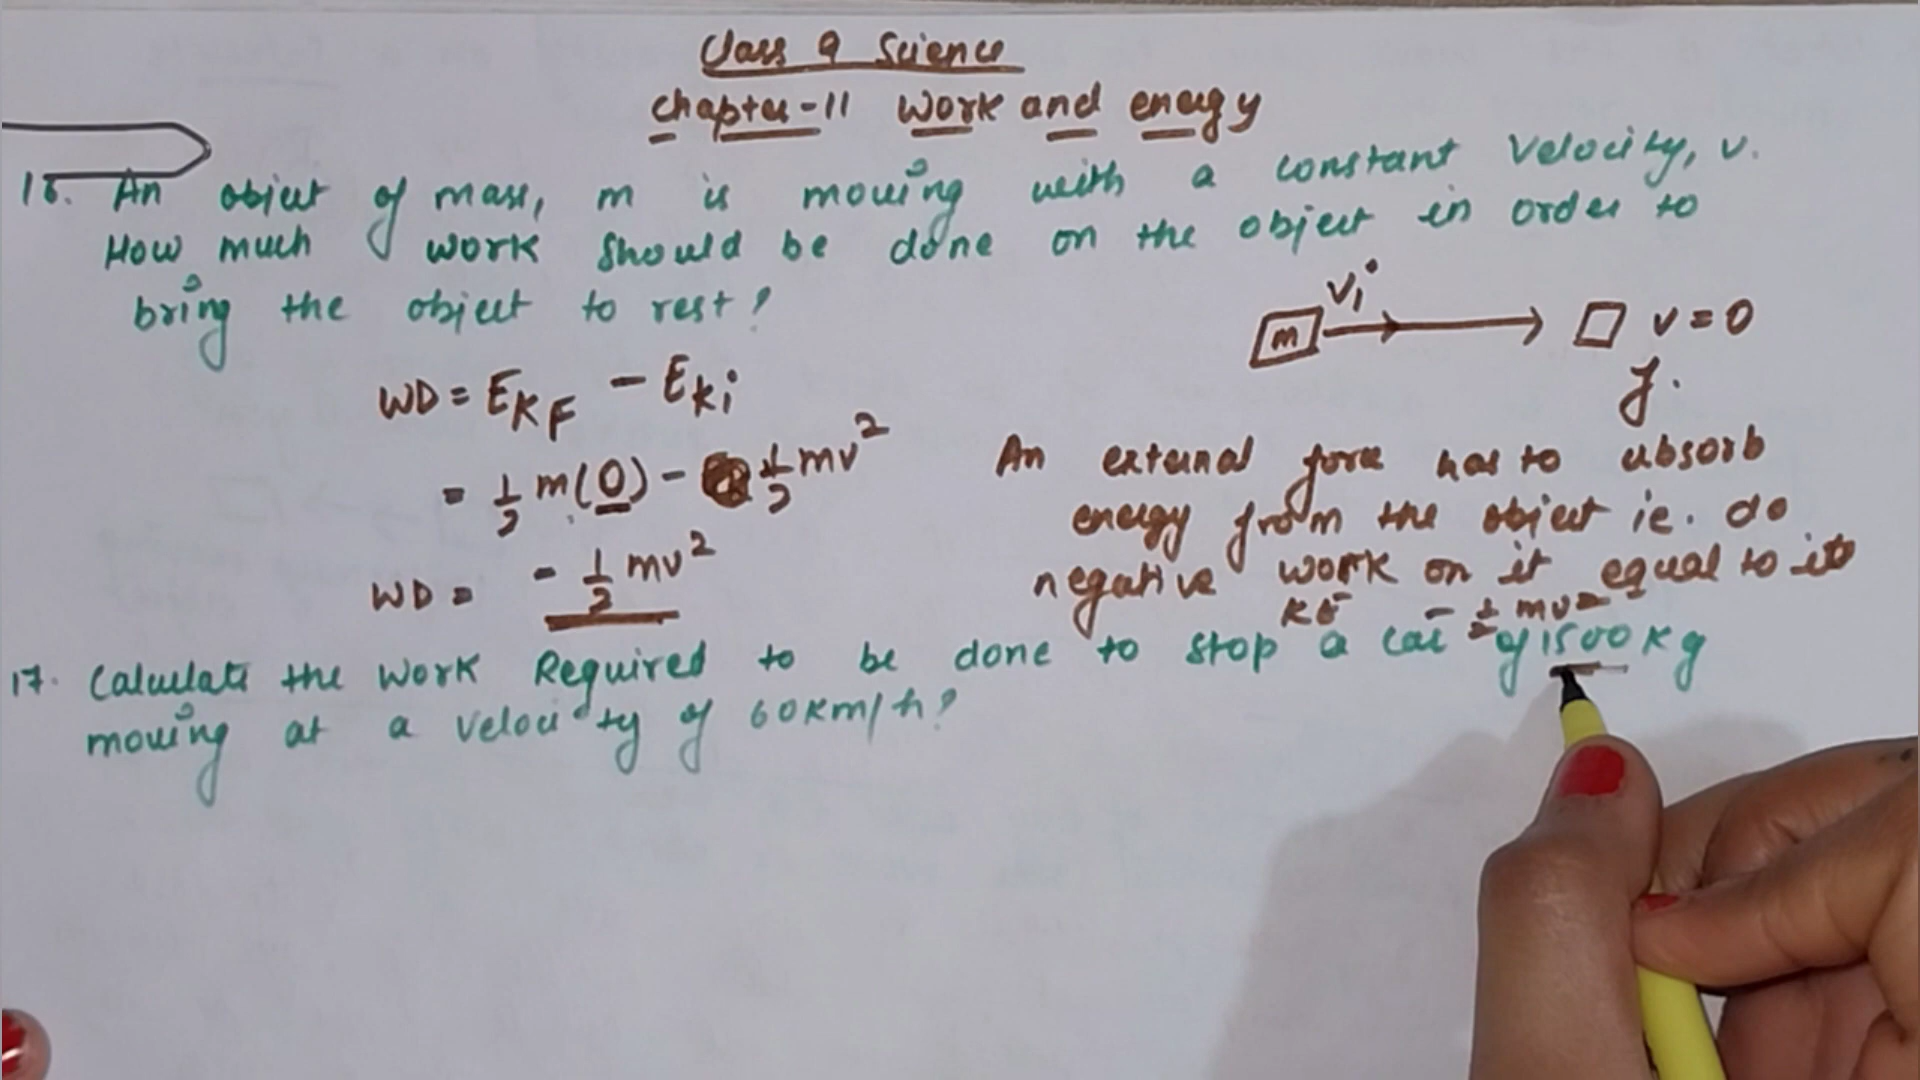 Class 9 Science
Chapter-11 Work and energy
16. An object of mass, m is moving with a constant velocity, v.
How much work should be done on the object in order to
bring the object to rest?
m Vi v = 0
f.
WD = EKF - EKi
= 1/2 m(0) - 1/2 mv²
WD = - 1/2 mv²
An external force has to absorb
energy from the object ie. do
negative work on it equal to its
KE - 1/2 mv²
17. Calculate the work Required to be done to stop a car of 1500 kg
moving at a velocity of 60 km/h?